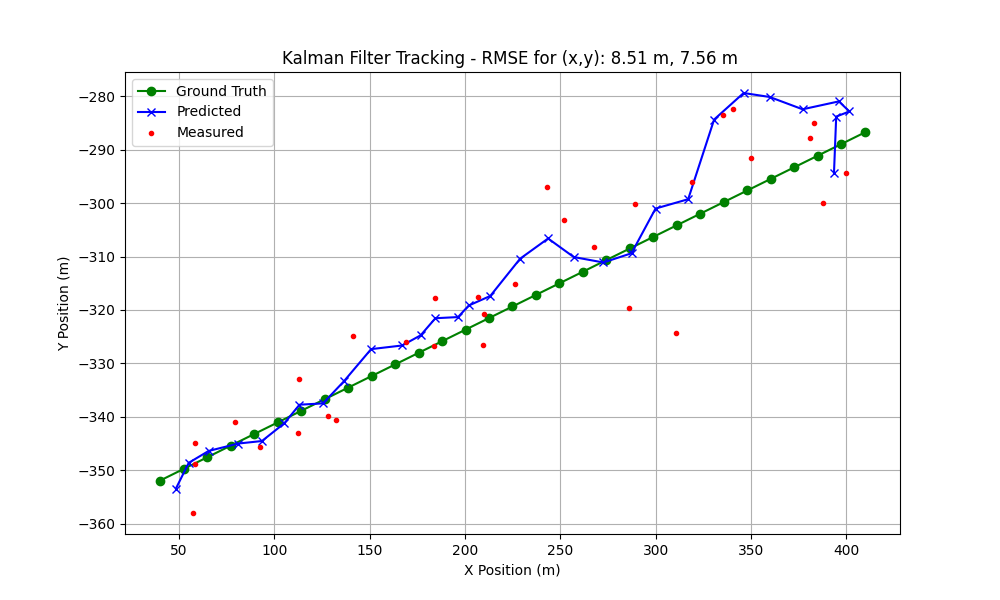 Kalman Filter Tracking - RMSE for (x,y): 8.51 m, 7.56 m
Ground Truth
Predicted
Measured
Y Position (m)
−280
−290
−300
−310
−320
−330
−340
−350
−360
50 100 150 200 250 300 350 400
X Position (m)